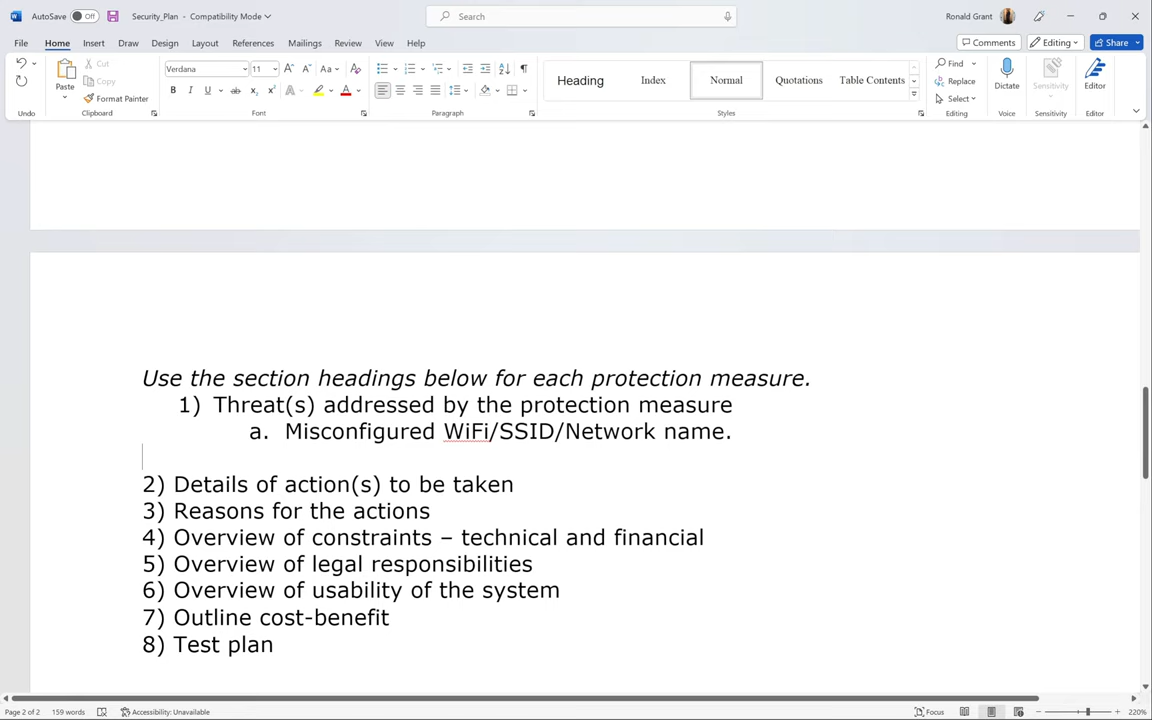 AutoSave Off Security_Plan - Compatibility Mode Search Ronald Grant
File Home Insert Draw Design Layout References Mailings Review View Help Comments Editing Share
Undo
Paste
Cut
Copy
Format Painter
Clipboard
Verdana 11
Font
Paragraph
Heading Index Normal Quotations Table Contents
Styles
Find
Replace
Select
Editing
Dictate
Voice
Sensitivity
Sensitivity
Editor
Editor
Use the section headings below for each protection measure.
1) Threat(s) addressed by the protection measure
a. Misconfigured WiFi/SSID/Network name.
2) Details of action(s) to be taken
3) Reasons for the actions
4) Overview of constraints – technical and financial
5) Overview of legal responsibilities
6) Overview of usability of the system
7) Outline cost-benefit
8) Test plan
Page 2 of 2 159 words Accessibility: Unavailable Focus 220%